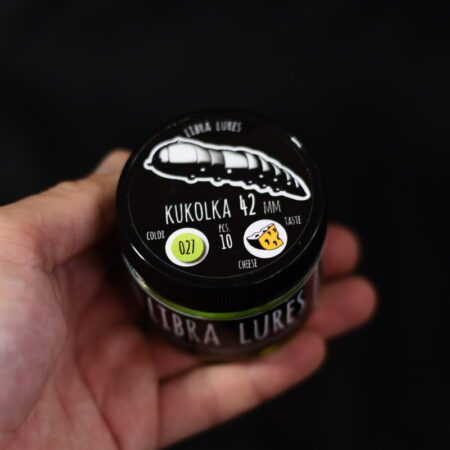 LIBRA LURES
KUKOLKA 42 MM
COLOR
027
PCS.
10
TASTE
CHEESE
LIBRA LURES